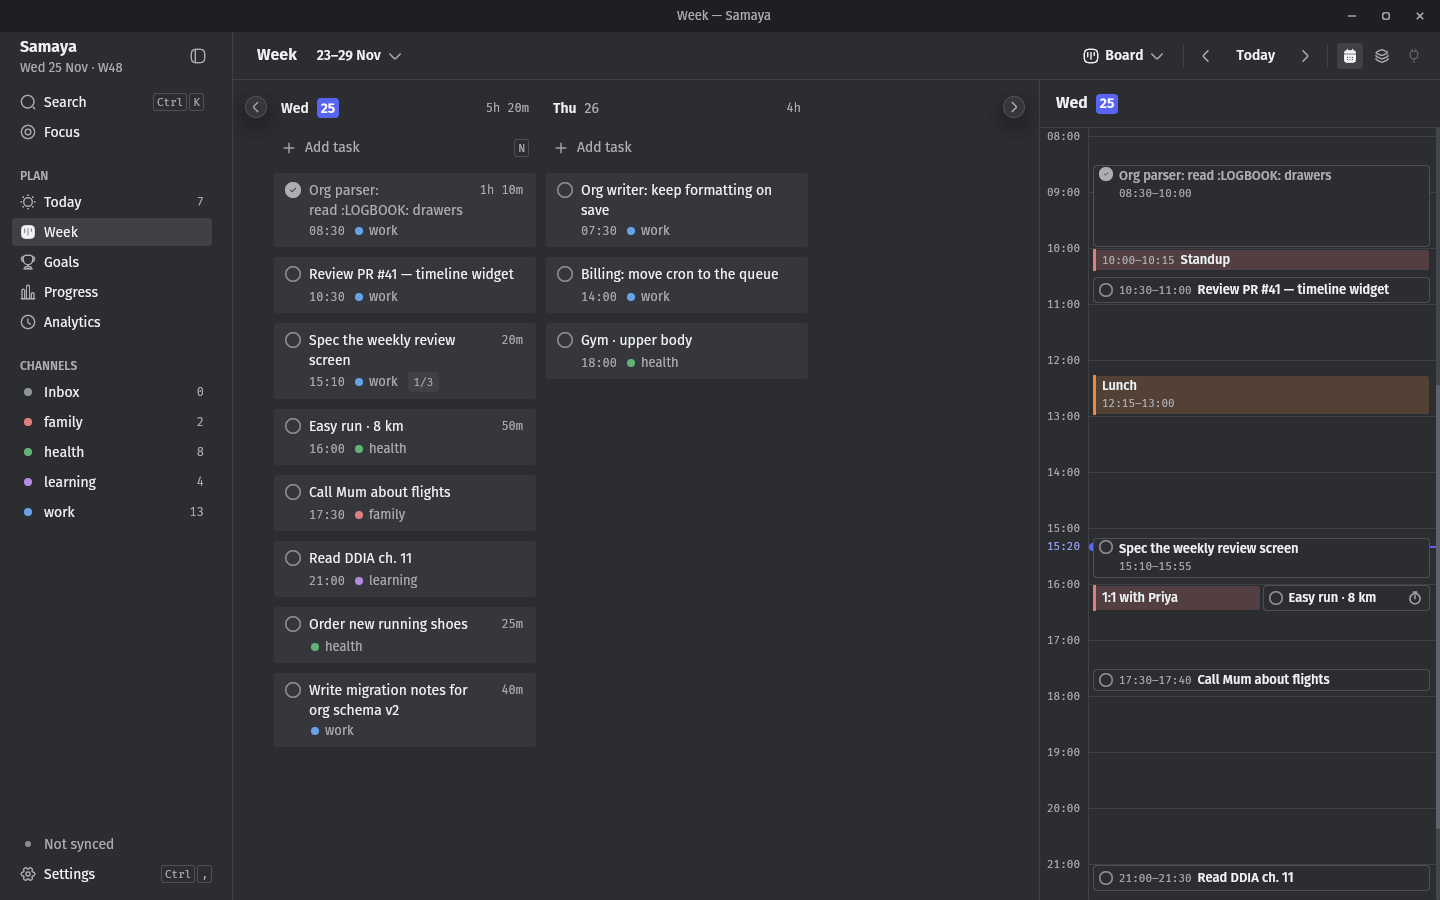 Week — Samaya
Samaya
Wed 25 Nov · W48
Search Ctrl K
Focus
PLAN
Today 7
Week
Goals
Progress
Analytics
CHANNELS
Inbox 0
family 2
health 8
learning 4
work 13
Not synced
Settings Ctrl ,
Week 23–29 Nov
Board
Today
Wed 25 5h 20m
Add task N
Org parser: 1h 10m
read :LOGBOOK: drawers
08:30 work
Review PR #41 — timeline widget
10:30 work
Spec the weekly review 20m
screen
15:10 work 1/3
Easy run · 8 km 50m
16:00 health
Call Mum about flights
17:30 family
Read DDIA ch. 11
21:00 learning
Order new running shoes 25m
health
Write migration notes for 40m
org schema v2
work
Thu 26 4h
Add task
Org writer: keep formatting on
save
07:30 work
Billing: move cron to the queue
14:00 work
Gym · upper body
18:00 health
Wed 25
08:00
Org parser: read :LOGBOOK: drawers
09:00 08:30–10:00
10:00
10:00–10:15 Standup
10:30–11:00 Review PR #41 — timeline widget
11:00
12:00
Lunch
12:15–13:00
13:00
14:00
15:00
15:20 Spec the weekly review screen
15:10–15:55
16:00
1:1 with Priya Easy run · 8 km
17:00
17:30–17:40 Call Mum about flights
18:00
19:00
20:00
21:00
21:00–21:30 Read DDIA ch. 11